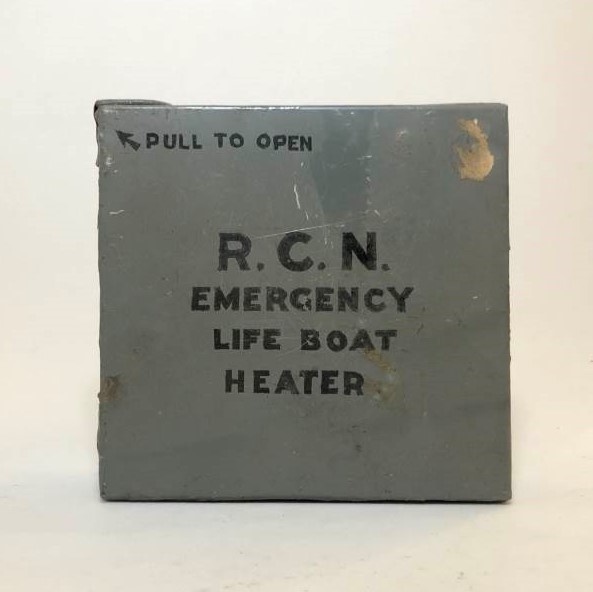 PULL TO OPEN
R. C. N.
EMERGENCY
LIFE BOAT
HEATER